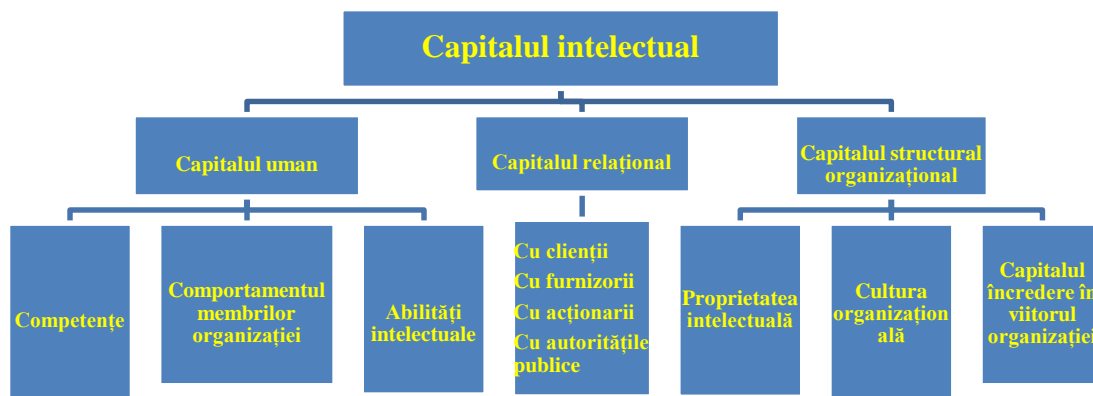 Capitalul intelectual
Capitalul uman
Capitalul relațional
Capitalul structural
organizațional
Competențe
Comportamentul
membrilor
organizației
Abilități
intelectuale
Cu clienții
Cu furnizorii
Cu acționarii
Cu autoritățile
publice
Proprietatea
intelectuală
Cultura
organizațion
ală
Capitalul
încredere în
viitorul
organizației